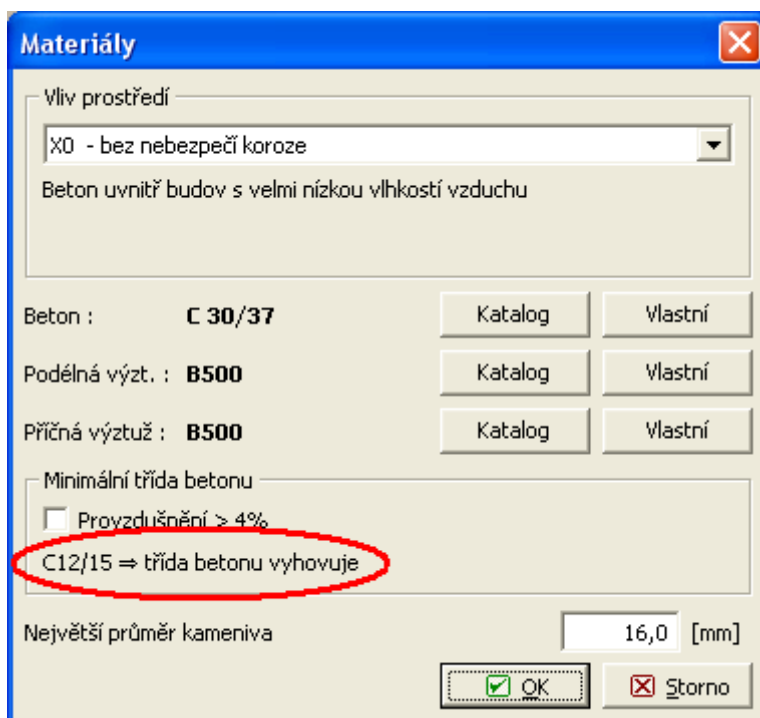 Materiály
Vliv prostředí
X0 - bez nebezpečí koroze
Beton uvnitř budov s velmi nízkou vlhkostí vzduchu
Beton : C 30/37 Katalog Vlastní
Podélná výzt. : B500 Katalog Vlastní
Příčná výztuž : B500 Katalog Vlastní
Minimální třída betonu
Provzdušnění > 4%
C12/15 ⇒ třída betonu vyhovuje
Největší průměr kameniva 16,0 [mm]
OK Storno